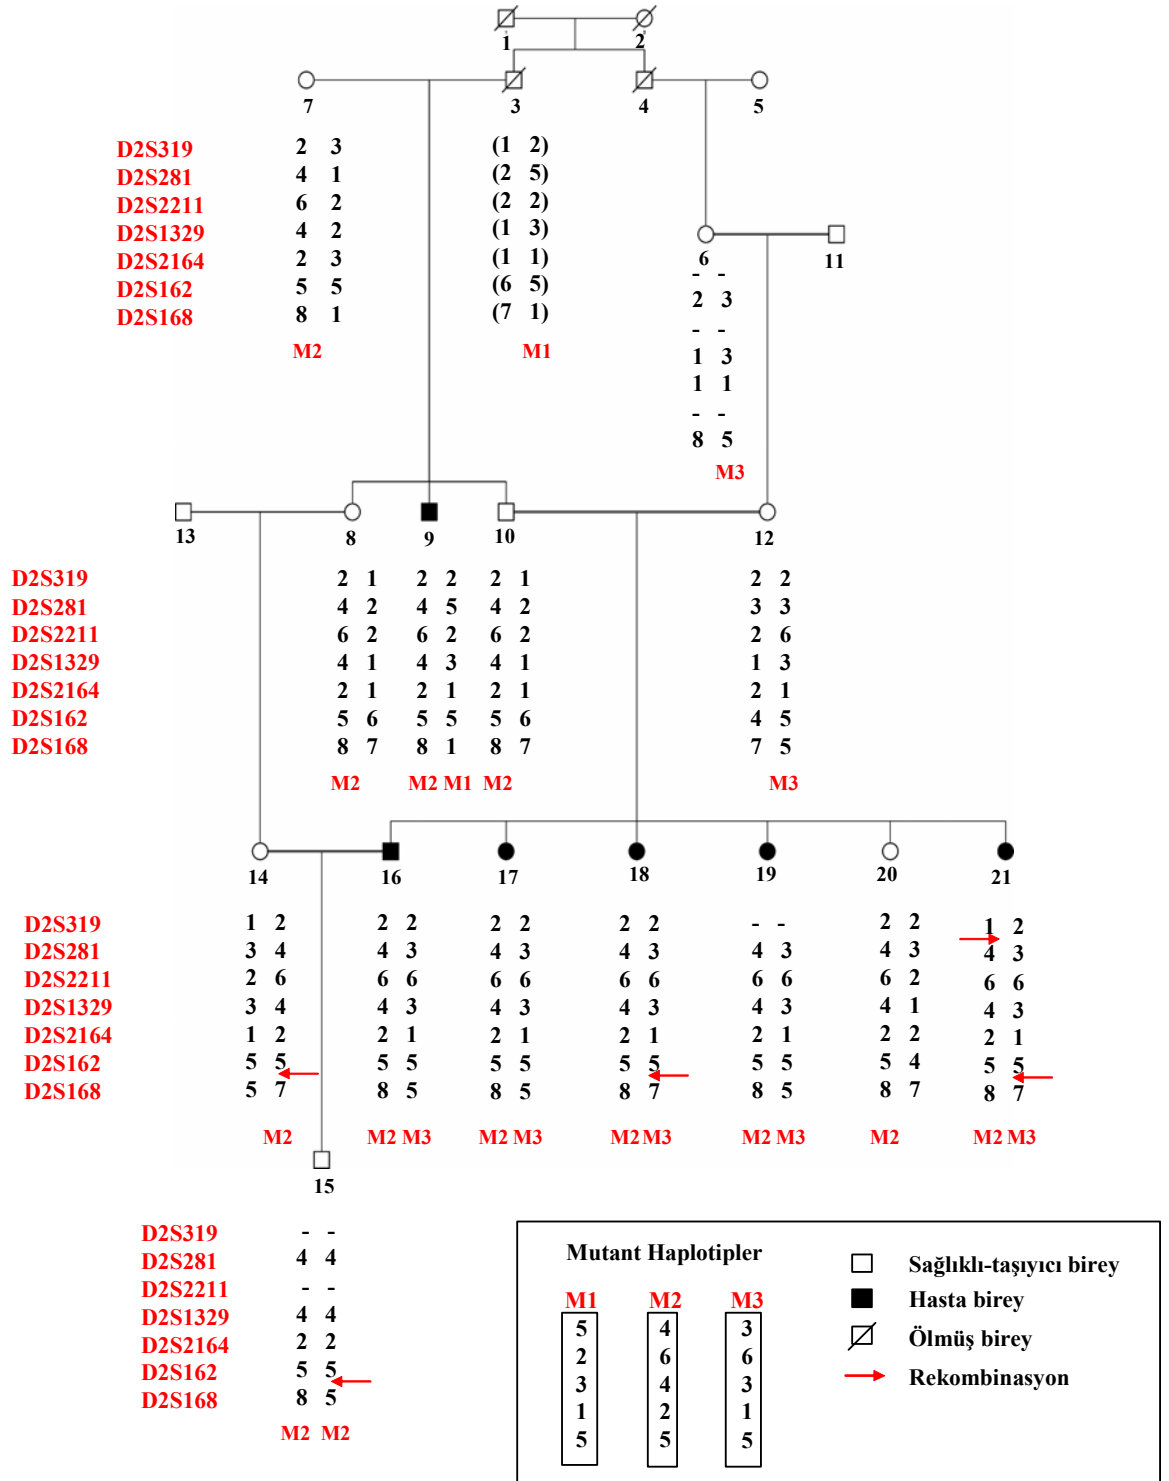 1 2
7 3 4 5
D2S319 2 3 (1 2)
D2S281 4 1 (2 5)
D2S2211 6 2 (2 2)
D2S1329 4 2 (1 3)
D2S2164 2 3 (1 1)
D2S162 5 5 (6 5)
D2S168 8 1 (7 1)
M2 M1
6 11
- -
2 3
- -
1 3
1 1
- -
8 5
M3
13 8 9 10 12
D2S319 2 1 2 2 2 1 2 2
D2S281 4 2 4 5 4 2 3 3
D2S2211 6 2 6 2 6 2 2 6
D2S1329 4 1 4 3 4 1 1 3
D2S2164 2 1 2 1 2 1 2 1
D2S162 5 6 5 5 5 6 4 5
D2S168 8 7 8 1 8 7 7 5
M2 M2 M1 M2 M3
14 16 17 18 19 20 21
D2S319 1 2 2 2 2 2 2 2 - - 2 2 1 2
D2S281 3 4 4 3 4 3 4 3 4 3 4 3 4 3
D2S2211 2 6 6 6 6 6 6 6 6 6 6 2 6 6
D2S1329 3 4 4 3 4 3 4 3 4 3 4 1 4 3
D2S2164 1 2 2 1 2 1 2 1 2 1 2 2 2 1
D2S162 5 5 5 5 5 5 5 5 5 5 5 4 5 5
D2S168 5 7 8 5 8 5 8 7 8 5 8 7 8 7
M2 M2 M3 M2 M3 M2 M3 M2 M3 M2 M2 M3
15
D2S319 - -
D2S281 4 4
D2S2211 - -
D2S1329 4 4
D2S2164 2 2
D2S162 5 5
D2S168 8 5
M2 M2
Mutant Haplotipler
M1 M2 M3
5 4 3
2 6 6
3 4 3
1 2 1
5 5 5
Sağlıklı-taşıyıcı birey
Hasta birey
Ölmüş birey
Rekombinasyon